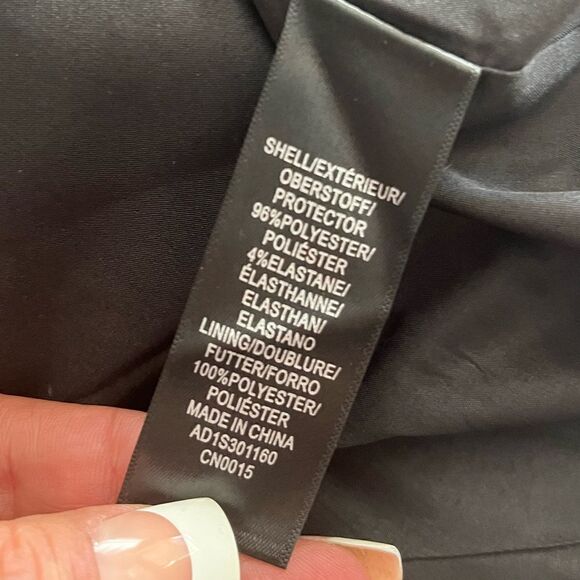 SHELL/EXTÉRIEUR/
OBERSTOFF/
PROTECTOR
96%POLYESTER/
POLIÉSTER
4%ELASTANE/
ÉLASTHANNE/
ELASTHAN/
ELASTANO
LINING/DOUBLURE/
FUTTER/FORRO
100%POLYESTER/
POLIÉSTER
MADE IN CHINA
AD1S301160
CN0015